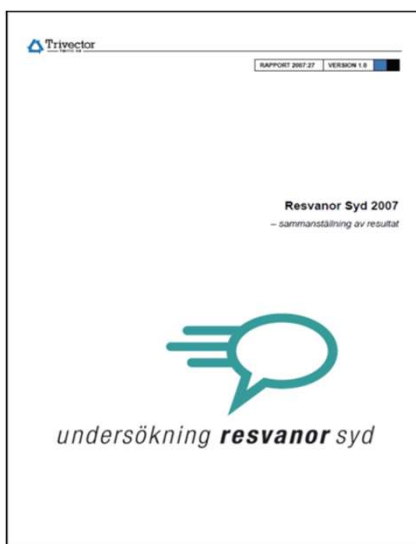 Trivector
RAPPORT 2007:27 VERSION 1.0
Resvanor Syd 2007
– sammanställning av resultat
undersökning resvanor syd